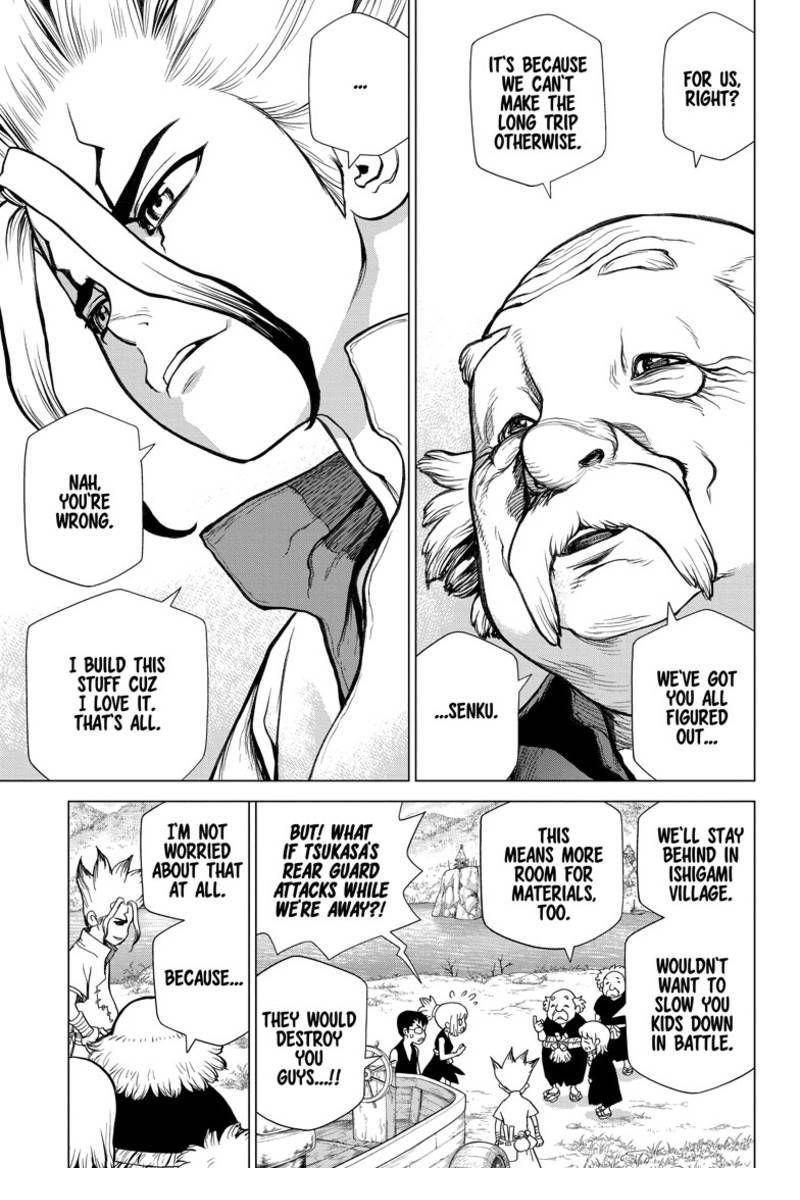 FOR US,
RIGHT?
IT'S BECAUSE
WE CAN'T
MAKE THE
LONG TRIP
OTHERWISE.
WE'VE GOT
YOU ALL
FIGURED
OUT...
...SENKU.
...
NAH,
YOU'RE
WRONG.
I BUILD THIS
STUFF CUZ
I LOVE IT.
THAT'S ALL.
WE'LL STAY
BEHIND IN
ISHIGAMI
VILLAGE.
WOULDN'T
WANT TO
SLOW YOU
KIDS DOWN
IN BATTLE.
THIS
MEANS MORE
ROOM FOR
MATERIALS,
TOO.
BUT! WHAT
IF TSUKASA'S
REAR GUARD
ATTACKS WHILE
WE'RE AWAY?!
THEY WOULD
DESTROY
YOU
GUYS...!!
I'M NOT
WORRIED
ABOUT THAT
AT ALL.
BECAUSE...